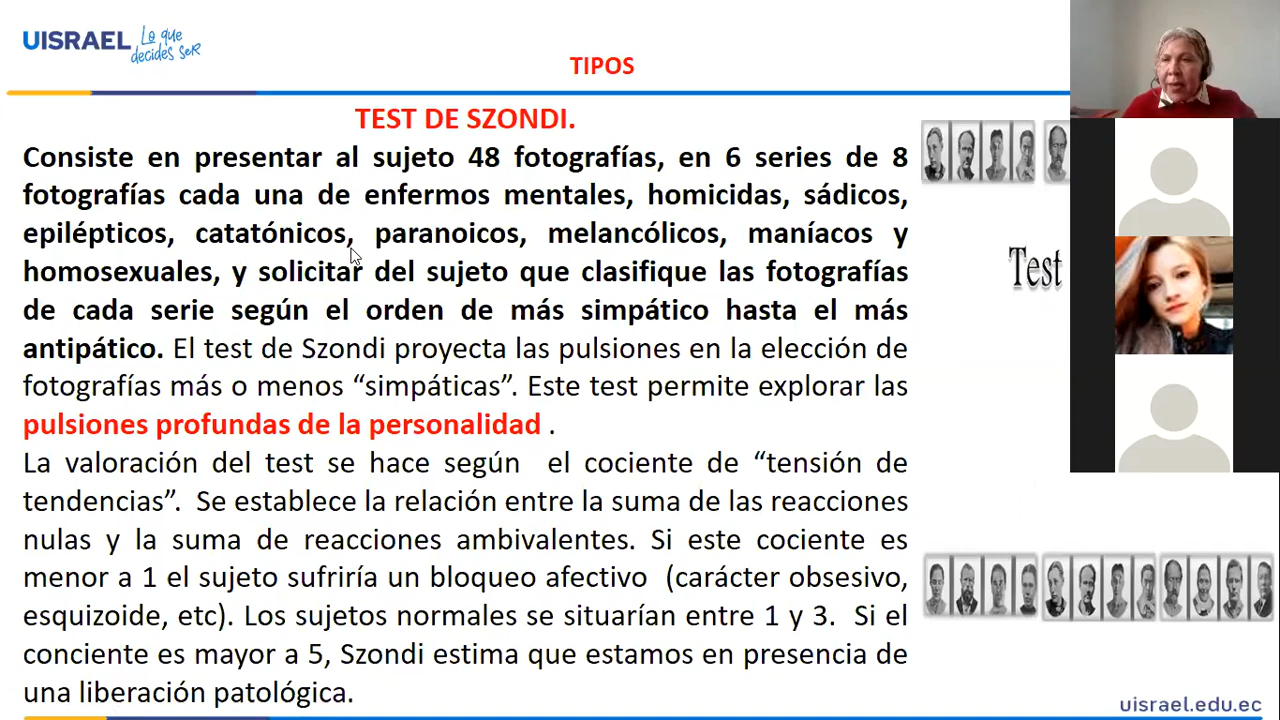 UISRAEL Lo que
decides seR
TIPOS
TEST DE SZONDI.
Consiste en presentar al sujeto 48 fotografías, en 6 series de 8
fotografías cada una de enfermos mentales, homicidas, sádicos,
epilépticos, catatónicos, paranoicos, melancólicos, maníacos y
homosexuales, y solicitar del sujeto que clasifique las fotografías
de cada serie según el orden de más simpático hasta el más
antipático. El test de Szondi proyecta las pulsiones en la elección de
fotografías más o menos “simpáticas”. Este test permite explorar las
pulsiones profundas de la personalidad .
La valoración del test se hace según el cociente de “tensión de
tendencias”. Se establece la relación entre la suma de las reacciones
nulas y la suma de reacciones ambivalentes. Si este cociente es
menor a 1 el sujeto sufriría un bloqueo afectivo (carácter obsesivo,
esquizoide, etc). Los sujetos normales se situarían entre 1 y 3. Si el
conciente es mayor a 5, Szondi estima que estamos en presencia de
una liberación patológica.
Test
uisrael.edu.ec